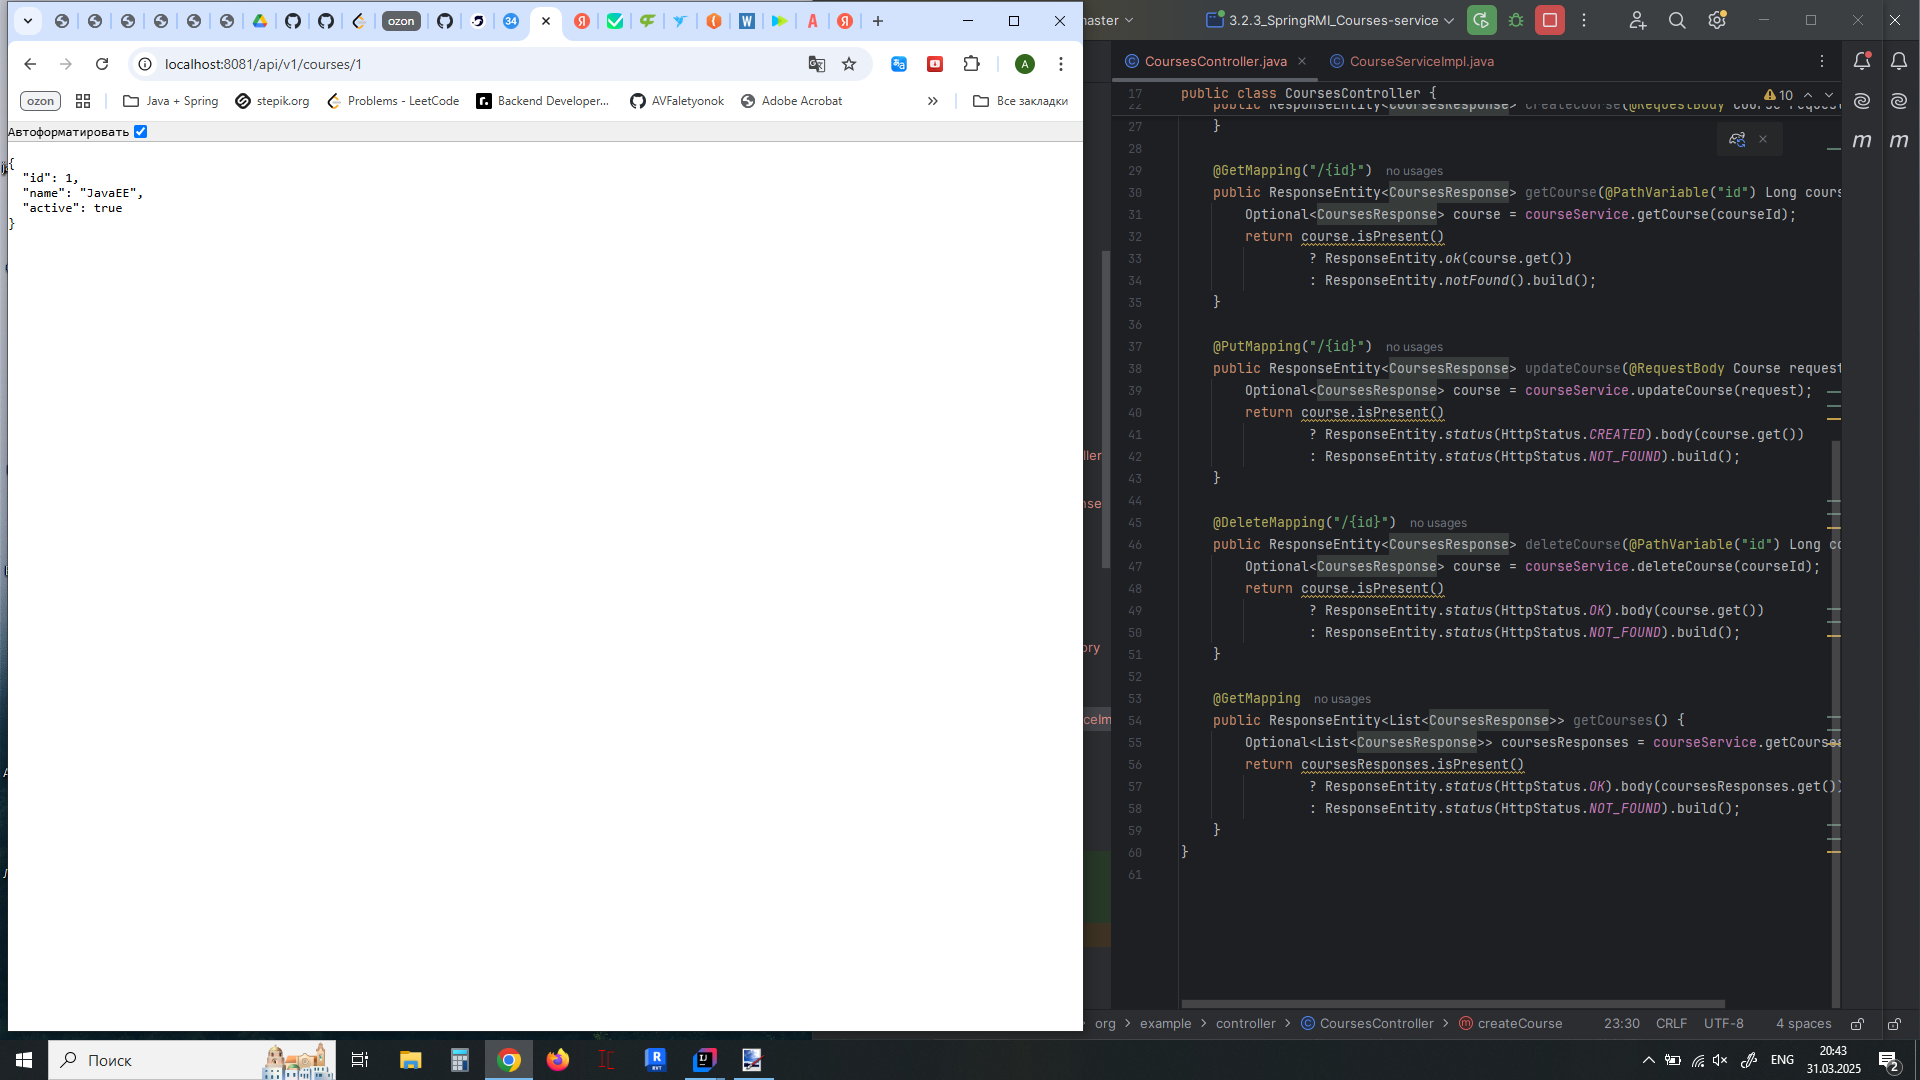 ozon
34
localhost:8081/api/v1/courses/1
A
ozon
Java + Spring
stepik.org
Problems - LeetCode
Backend Developer...
AVFaletyonok
Adobe Acrobat
Все закладки
Автоформатировать
{
"id": 1,
"name": "JavaEE",
"active": true
}
master
3.2.3_SpringRMI_Courses-service
CoursesController.java
CourseServiceImpl.java
17 public class CoursesController {
10
22 public ResponseEntity<CoursesResponse> createCourse(@RequestBody Course request
27 }
28
29 @GetMapping("/{id}") no usages
30 public ResponseEntity<CoursesResponse> getCourse(@PathVariable("id") Long cours
31 Optional<CoursesResponse> course = courseService.getCourse(courseId);
32 return course.isPresent()
33 ? ResponseEntity.ok(course.get())
34 : ResponseEntity.notFound().build();
35 }
36
37 @PutMapping("/{id}") no usages
38 public ResponseEntity<CoursesResponse> updateCourse(@RequestBody Course request
39 Optional<CoursesResponse> course = courseService.updateCourse(request);
40 return course.isPresent()
41 ? ResponseEntity.status(HttpStatus.CREATED).body(course.get())
42 : ResponseEntity.status(HttpStatus.NOT_FOUND).build();
43 }
44
45 @DeleteMapping("/{id}") no usages
46 public ResponseEntity<CoursesResponse> deleteCourse(@PathVariable("id") Long co
47 Optional<CoursesResponse> course = courseService.deleteCourse(courseId);
48 return course.isPresent()
49 ? ResponseEntity.status(HttpStatus.OK).body(course.get())
50 : ResponseEntity.status(HttpStatus.NOT_FOUND).build();
51 }
52
53 @GetMapping no usages
54 public ResponseEntity<List<CoursesResponse>> getCourses() {
55 Optional<List<CoursesResponse>> coursesResponses = courseService.getCourses
56 return coursesResponses.isPresent()
57 ? ResponseEntity.status(HttpStatus.OK).body(coursesResponses.get())
58 : ResponseEntity.status(HttpStatus.NOT_FOUND).build();
59 }
60 }
61
org > example > controller > CoursesController > createCourse
23:30 CRLF UTF-8 4 spaces
Поиск
ENG
20:43
31.03.2025
2